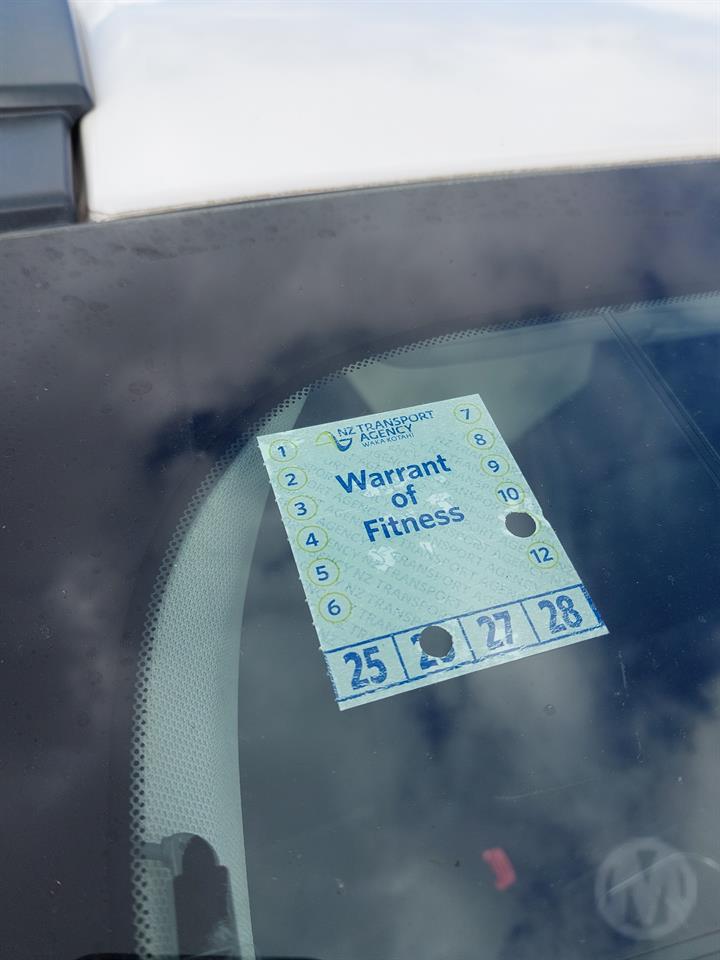 NZ TRANSPORT
AGENCY
WAKA KOTAHI
Warrant
of
Fitness
1
2
3
4
5
6
7
8
9
10
12
25
27
28